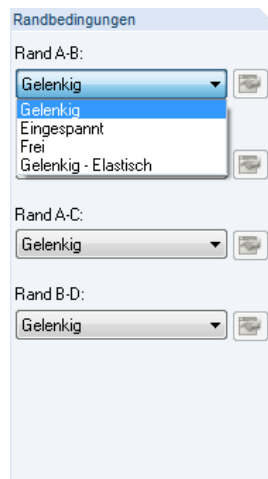 Randbedingungen
Rand A-B:
Gelenkig
Gelenkig
Eingespannt
Frei
Gelenkig - Elastisch
Rand A-C:
Gelenkig
Rand B-D:
Gelenkig